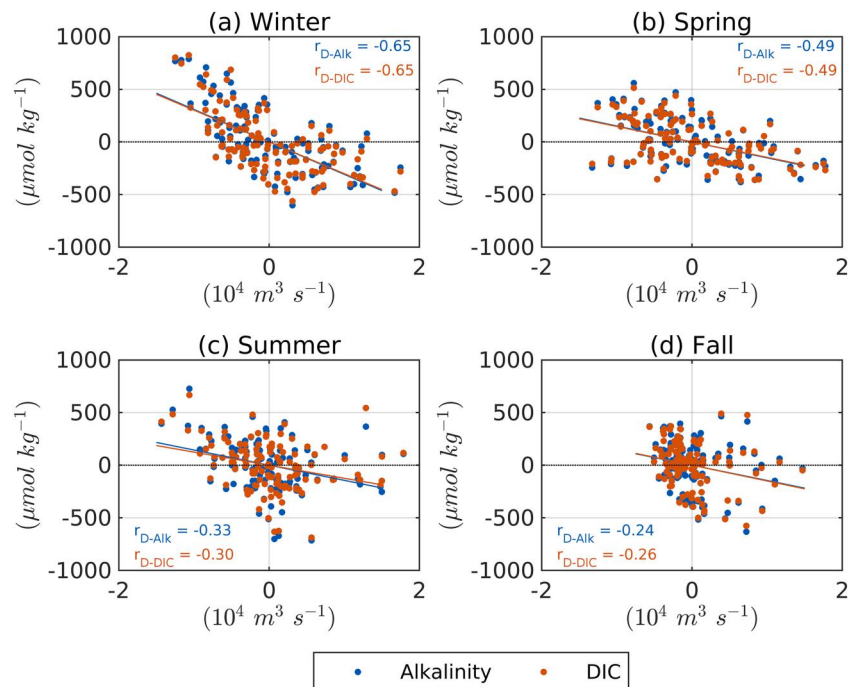 (a) Winter
r_D-Alk = -0.65
r_D-DIC = -0.65
1000
500
0
-500
-1000
(μmol kg⁻¹)
-2
0
2
(10⁴ m³ s⁻¹)
(b) Spring
r_D-Alk = -0.49
r_D-DIC = -0.49
1000
500
0
-500
-1000
(μmol kg⁻¹)
-2
0
2
(10⁴ m³ s⁻¹)
(c) Summer
1000
500
0
-500
-1000
(μmol kg⁻¹)
r_D-Alk = -0.33
r_D-DIC = -0.30
-2
0
2
(10⁴ m³ s⁻¹)
(d) Fall
1000
500
0
-500
-1000
(μmol kg⁻¹)
r_D-Alk = -0.24
r_D-DIC = -0.26
-2
0
2
(10⁴ m³ s⁻¹)
Alkalinity
DIC